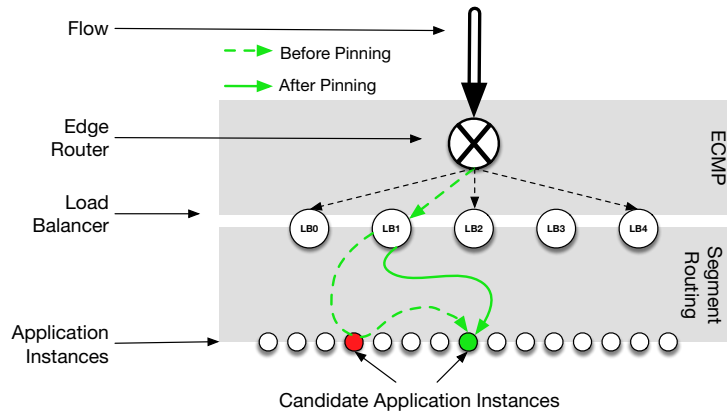 Flow
Before Pinning
After Pinning
Edge
Router
ECMP
Load
Balancer
LB0
LB1
LB2
LB3
LB4
Segment
Routing
Application
Instances
Candidate Application Instances